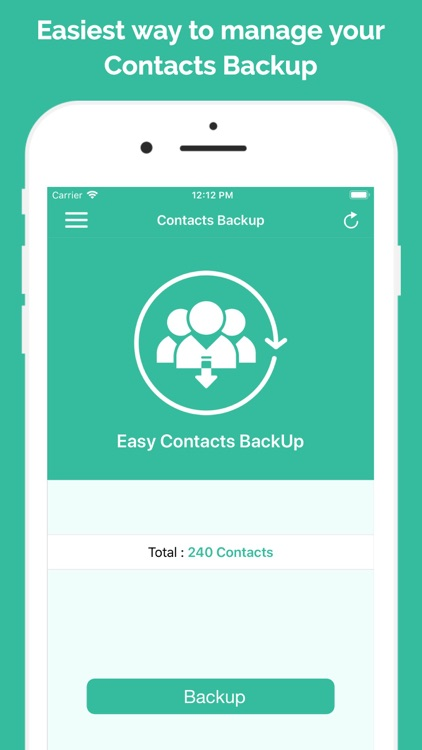 Easiest way to manage your
Contacts Backup
Carrier 12:12 PM
Contacts Backup
Easy Contacts BackUp
Total : 240 Contacts
Backup